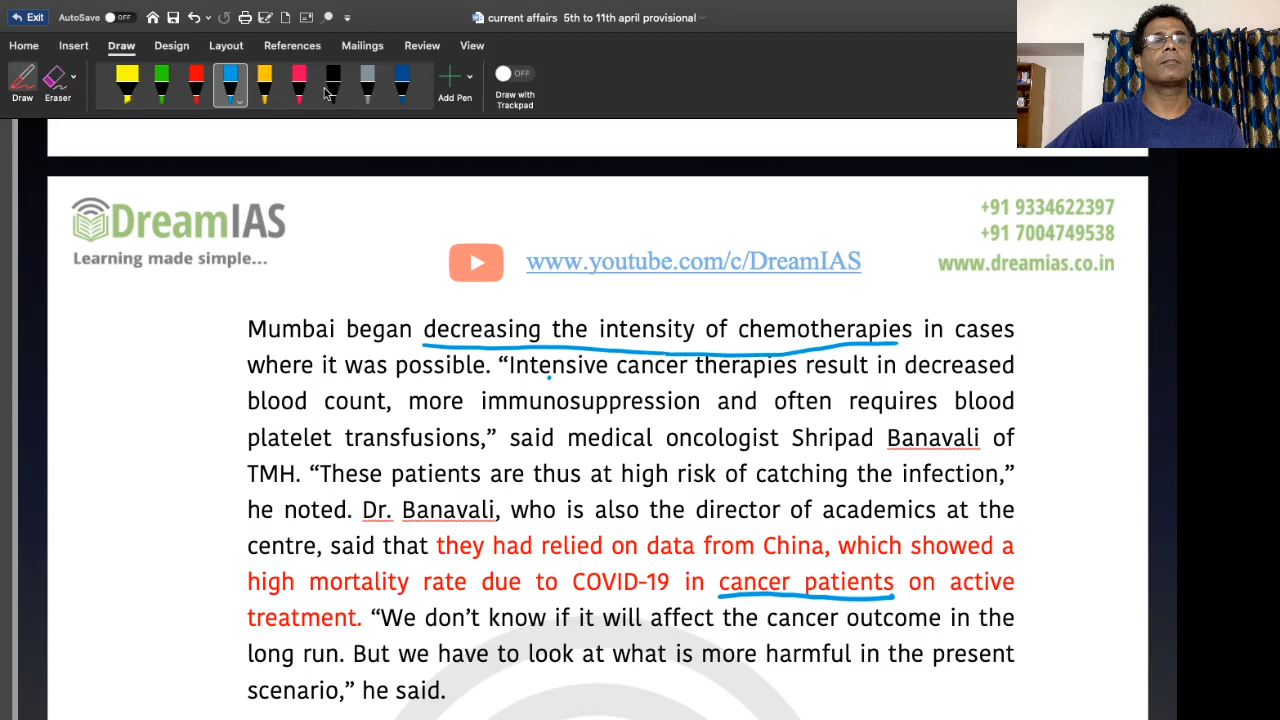 Exit AutoSave OFF current affairs 5th to 11th april provisional
Home Insert Draw Design Layout References Mailings Review View
Draw Eraser Add Pen OFF Draw with
Trackpad
DreamIAS
Learning made simple...
www.youtube.com/c/DreamIAS
+91 9334622397
+91 7004749538
www.dreamias.co.in
Mumbai began decreasing the intensity of chemotherapies in cases
where it was possible. “Intensive cancer therapies result in decreased
blood count, more immunosuppression and often requires blood
platelet transfusions,” said medical oncologist Shripad Banavali of
TMH. “These patients are thus at high risk of catching the infection,”
he noted. Dr. Banavali, who is also the director of academics at the
centre, said that they had relied on data from China, which showed a
high mortality rate due to COVID-19 in cancer patients on active
treatment. “We don’t know if it will affect the cancer outcome in the
long run. But we have to look at what is more harmful in the present
scenario,” he said.